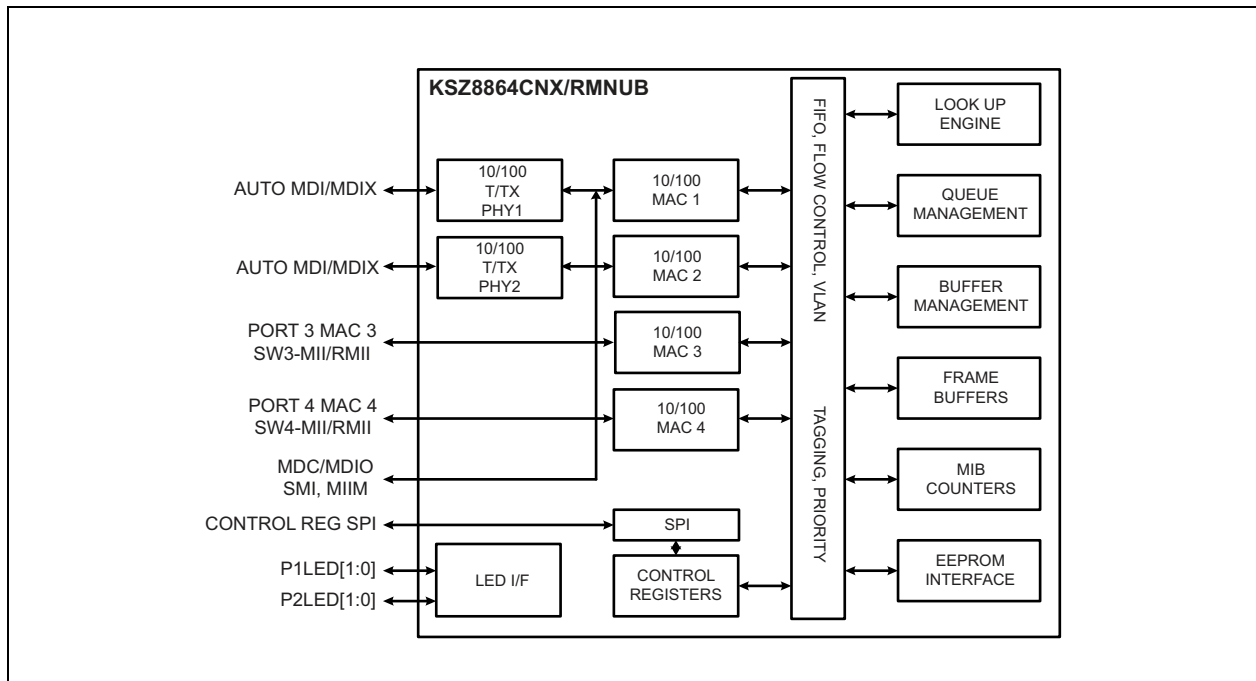 KSZ8864CNX/RMNUB
AUTO MDI/MDIX
10/100
T/TX
PHY1
10/100
MAC 1
AUTO MDI/MDIX
10/100
T/TX
PHY2
10/100
MAC 2
PORT 3 MAC 3
SW3-MII/RMII
10/100
MAC 3
PORT 4 MAC 4
SW4-MII/RMII
10/100
MAC 4
MDC/MDIO
SMI, MIIM
CONTROL REG SPI
SPI
P1LED[1:0]
P2LED[1:0]
LED I/F
CONTROL
REGISTERS
FIFO, FLOW CONTROL, VLAN TAGGING, PRIORITY
LOOK UP
ENGINE
QUEUE
MANAGEMENT
BUFFER
MANAGEMENT
FRAME
BUFFERS
MIB
COUNTERS
EEPROM
INTERFACE